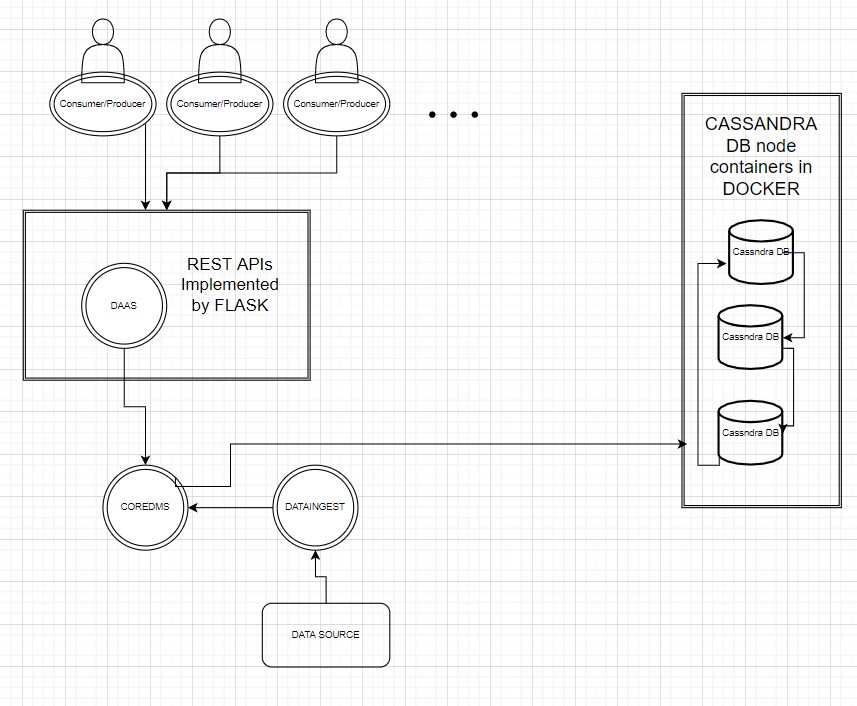 Consumer/Producer
Consumer/Producer
Consumer/Producer
CASSANDRA
DB node
containers in
DOCKER
Cassndra DB
Cassndra DB
Cassndra DB
REST APIs
Implemented
by FLASK
DAAS
COREDMS
DATAINGEST
DATA SOURCE